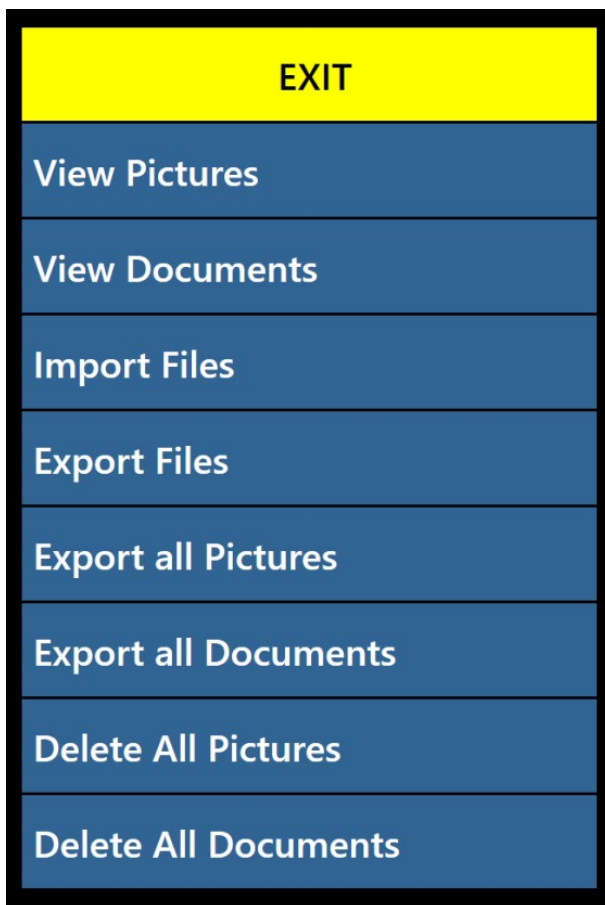 EXIT
View Pictures
View Documents
Import Files
Export Files
Export all Pictures
Export all Documents
Delete All Pictures
Delete All Documents